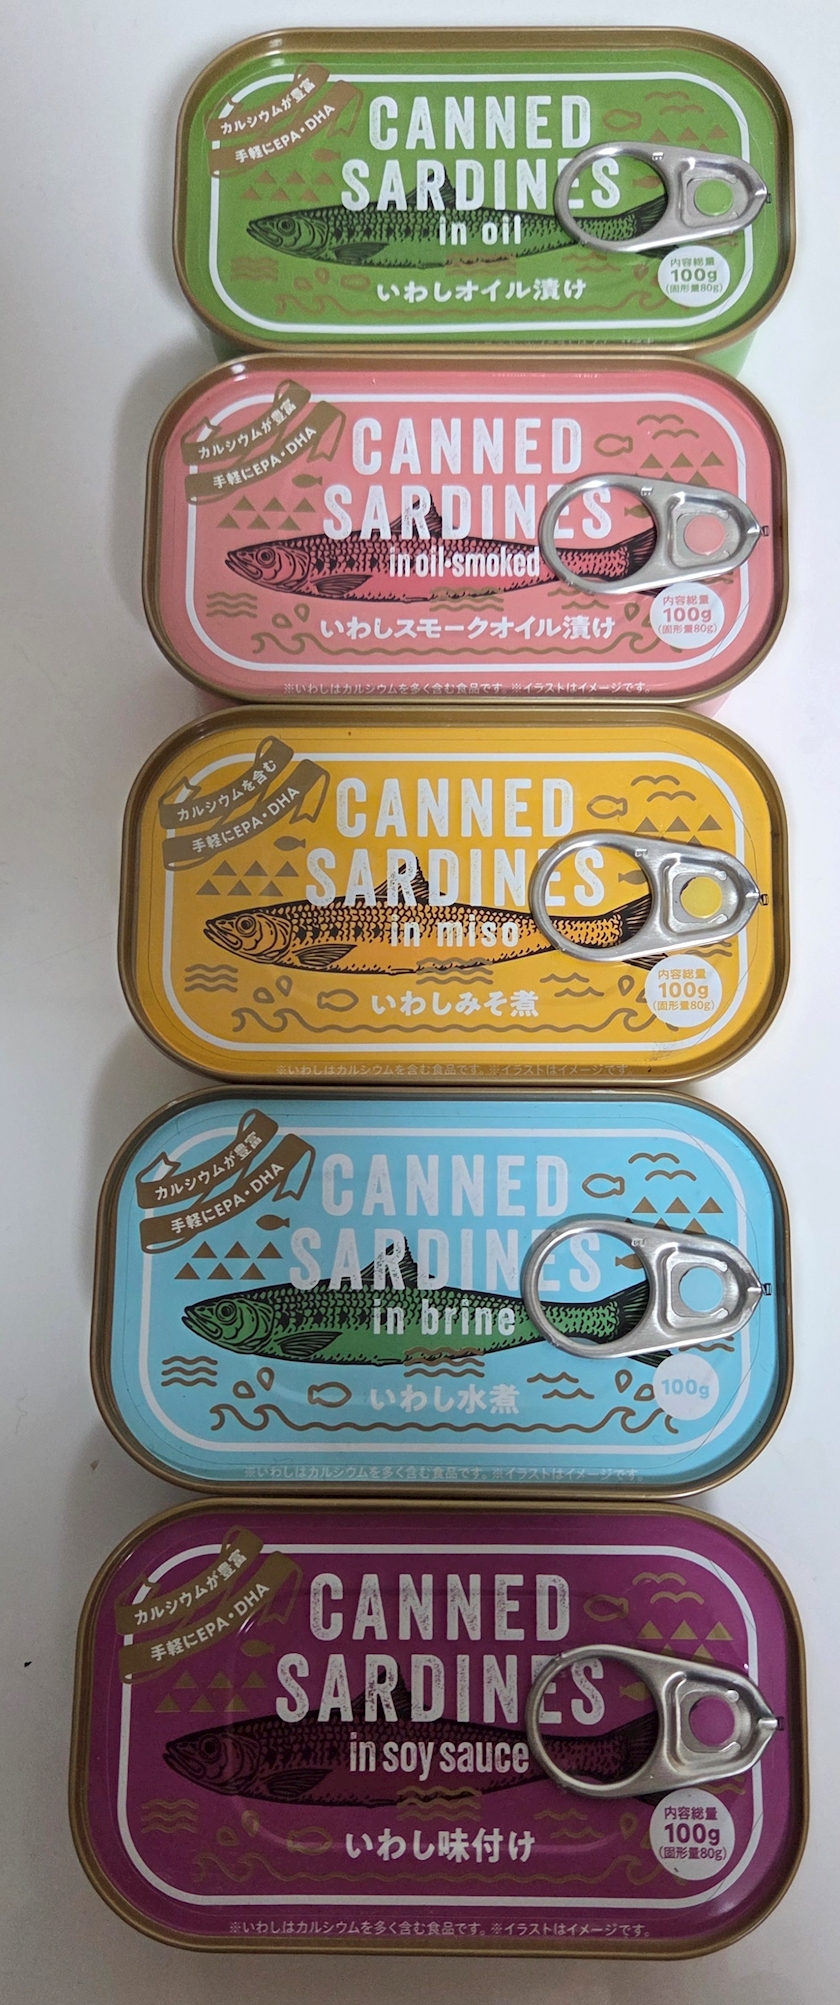 カルシウムが豊富
手軽にEPA・DHA
CANNED
SARDINES
in oil
いわしオイル漬け
内容総量
100g
(固形量80g)
カルシウムが豊富
手軽にEPA・DHA
CANNED
SARDINES
in oil・smoked
いわしスモークオイル漬け
内容総量
100g
(固形量80g)
※いわしはカルシウムを多く含む食品です。※イラストはイメージです。
カルシウムを含む
手軽にEPA・DHA
CANNED
SARDINES
in miso
いわしみそ煮
内容総量
100g
(固形量80g)
※いわしはカルシウムを含む食品です。※イラストはイメージです。
カルシウムが豊富
手軽にEPA・DHA
CANNED
SARDINES
in brine
いわし水煮
100g
※いわしはカルシウムを多く含む食品です。※イラストはイメージです。
カルシウムが豊富
手軽にEPA・DHA
CANNED
SARDINES
in soy sauce
いわし味付け
内容総量
100g
(固形量80g)
※いわしはカルシウムを多く含む食品です。※イラストはイメージです。